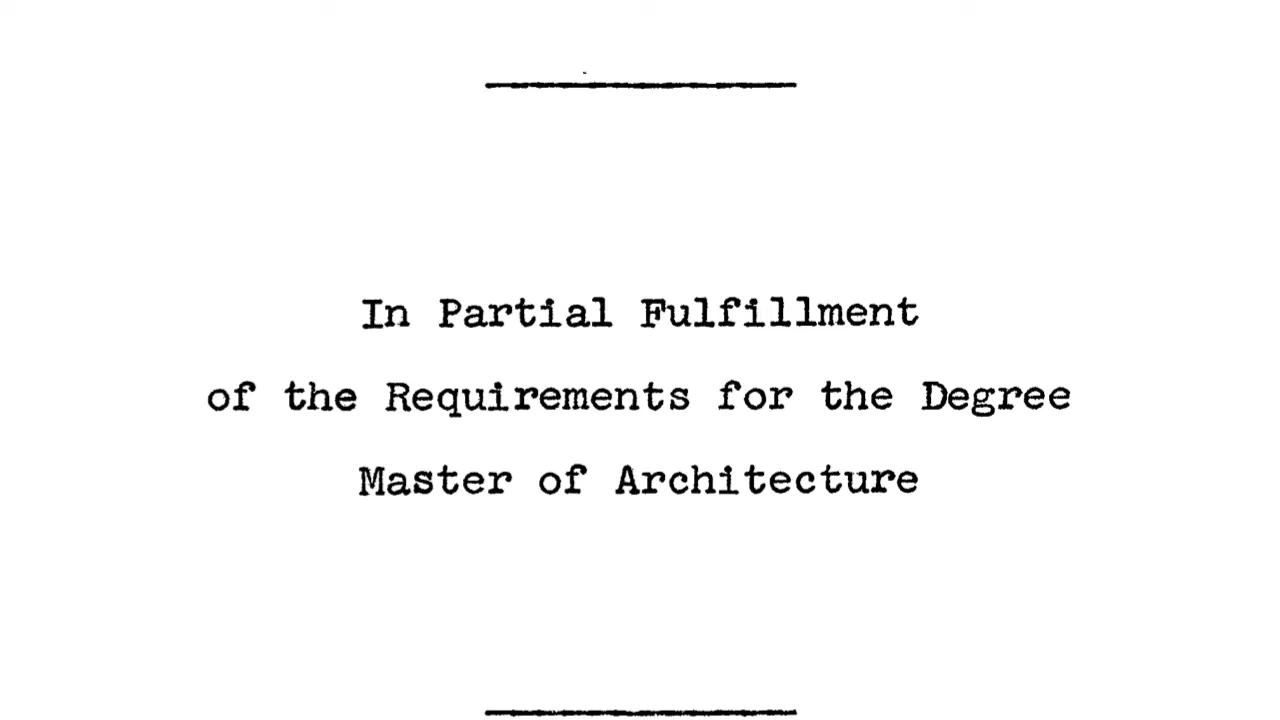 In Partial Fulfillment
of the Requirements for the Degree
Master of Architecture